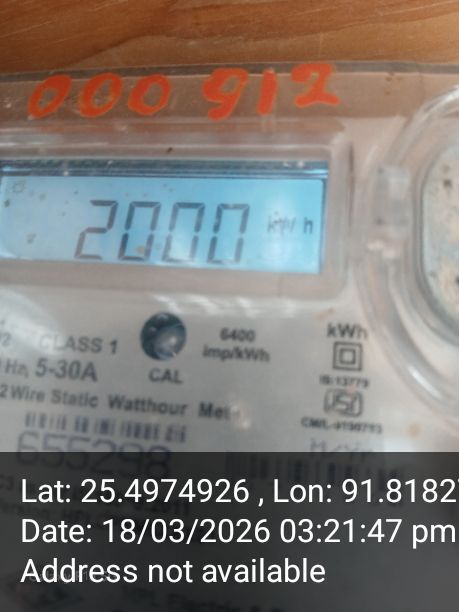 000 912
2000 kWh
CLASS 1
6400
imp/kWh
kWh
5-30A
CAL
IS:13779
2 Wire Static Watthour
655298
Lat: 25.4974926 , Lon: 91.8182
Date: 18/03/2026 03:21:47 pm
Address not available